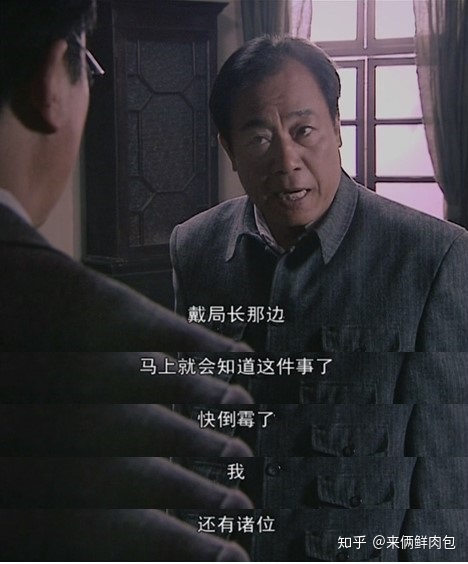 戴局长那边
马上就会知道这件事了
快倒霉了
我
还有诸位
知乎 @来俩鲜肉包